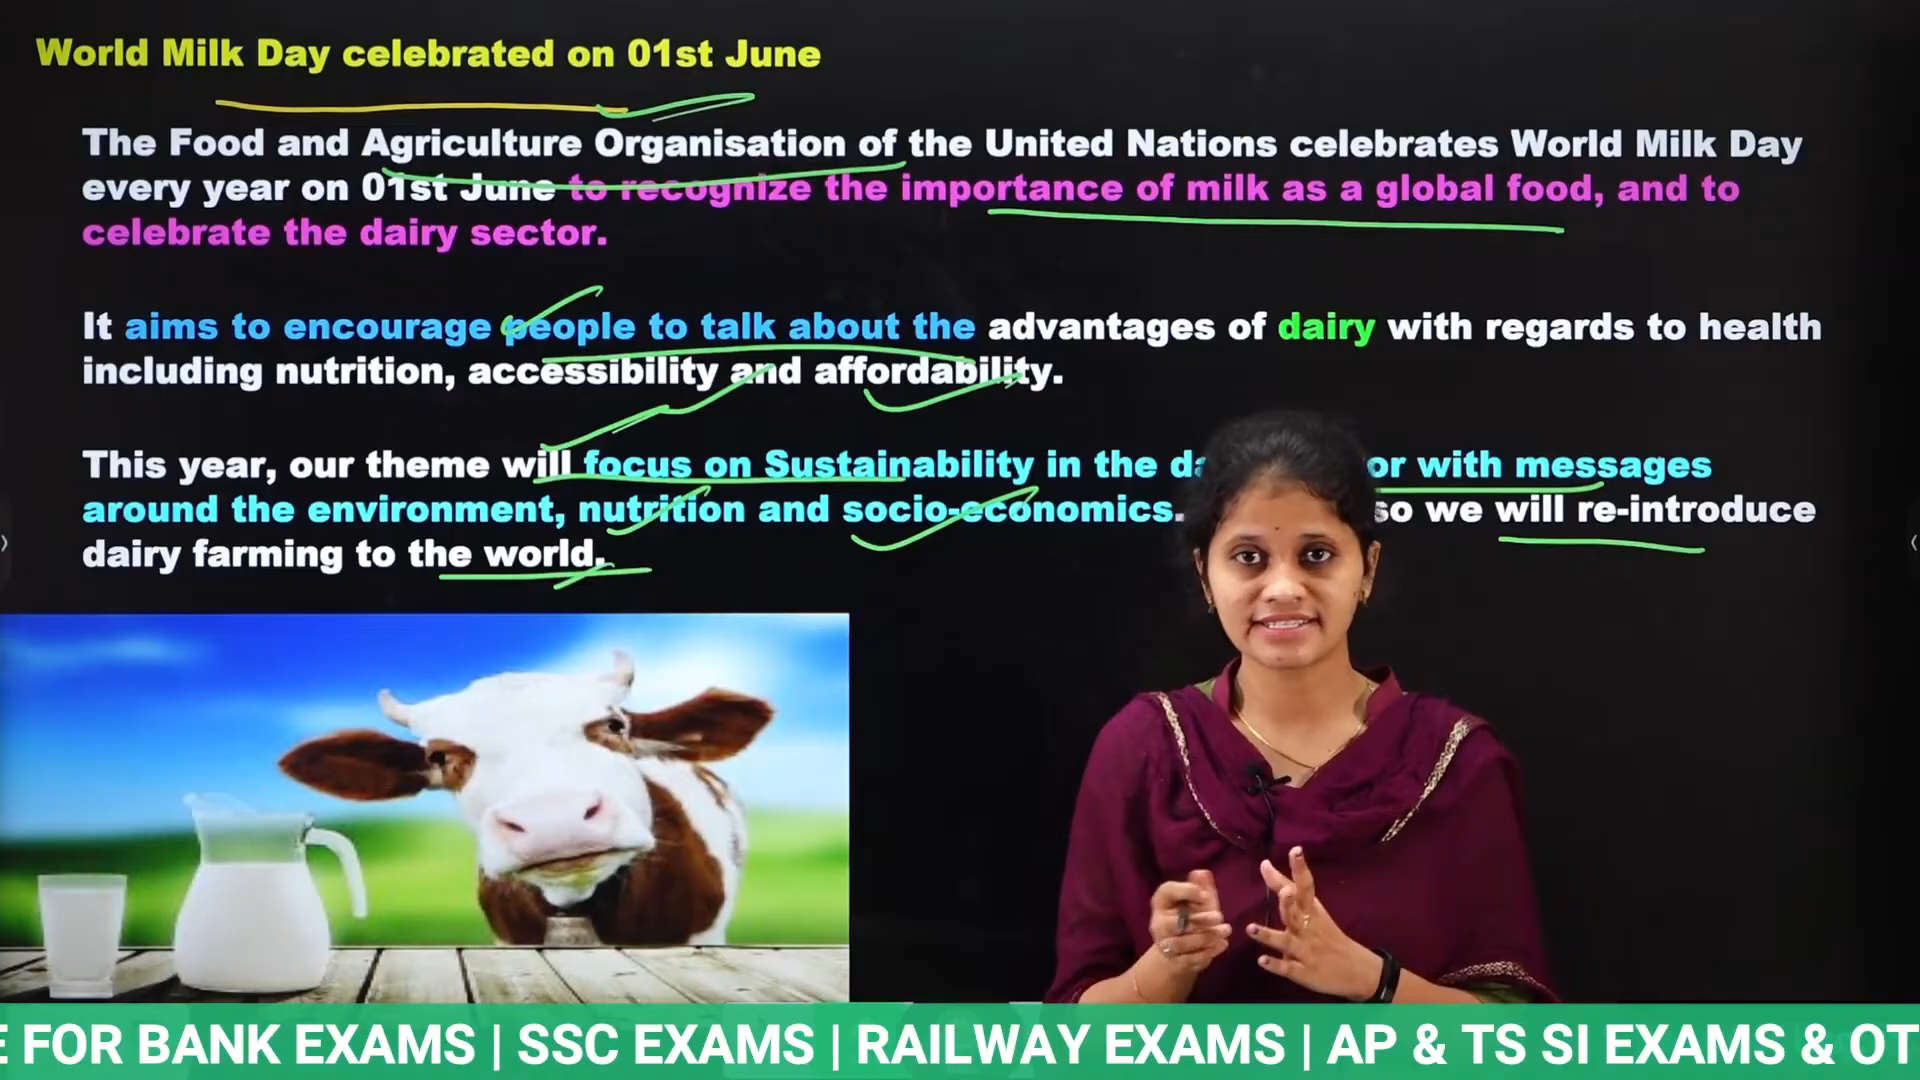 World Milk Day celebrated on 01st June
The Food and Agriculture Organisation of the United Nations celebrates World Milk Day
every year on 01st June to recognize the importance of milk as a global food, and to
celebrate the dairy sector.
It aims to encourage people to talk about the advantages of dairy with regards to health
including nutrition, accessibility and affordability.
This year, our theme will focus on Sustainability in the da or with messages
around the environment, nutrition and socio-economics. so we will re-introduce
dairy farming to the world.
E FOR BANK EXAMS | SSC EXAMS | RAILWAY EXAMS | AP & TS SI EXAMS & OT